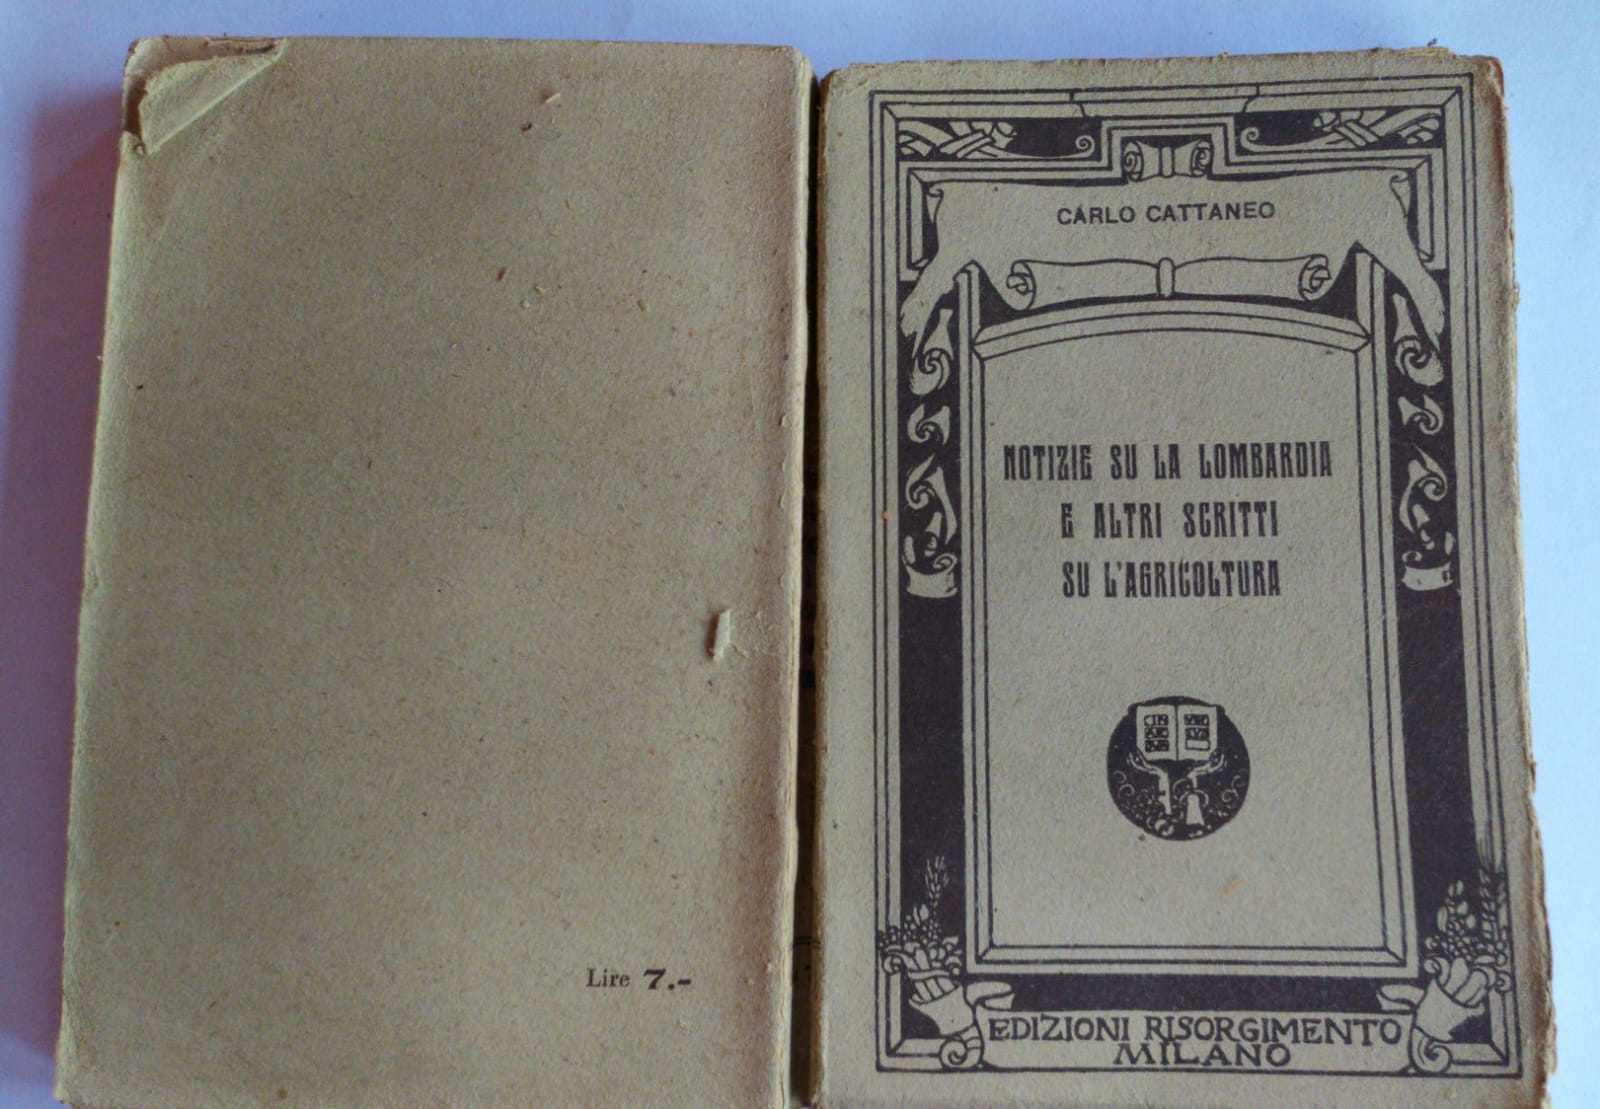 Lire 7.-
CARLO CATTANEO
NOTIZIE SU LA LOMBARDIA
E ALTRI SCRITTI
SU L'AGRICOLTURA
EDIZIONI RISORGIMENTO
MILANO